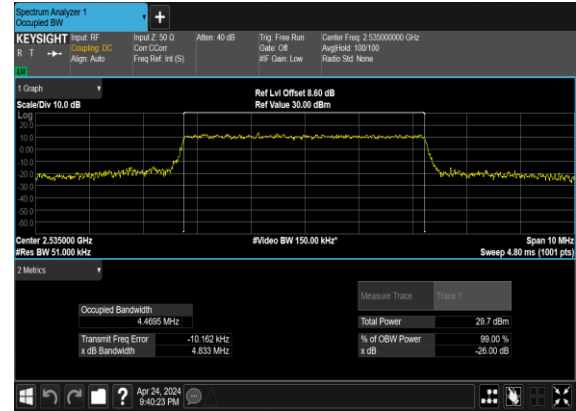 Spectrum Analyzer 1
Occupied BW
KEYSIGHT Input: RF Input Z: 50 Ω Atten: 40 dB Trig: Free Run Center Freq: 2.535000000 GHz
R T Coupling: DC Corr CCorr Gate: Off Avg|Hold: 100/100
Align: Auto Freq Ref: Int (S) #IF Gain: Low Radio Std: None
LV
1 Graph
Ref Lvl Offset 8.60 dB
Scale/Div 10.0 dB Ref Value 30.00 dBm
Log
20.0
10.0
0.00
-10.0
-20.0
-30.0
-40.0
-50.0
-60.0
Center 2.535000 GHz #Video BW 150.00 kHz* Span 10 MHz
#Res BW 51.000 kHz Sweep 4.80 ms (1001 pts)
2 Metrics
Measure Trace Trace 1
Occupied Bandwidth
4.4695 MHz Total Power 29.7 dBm
Transmit Freq Error -10.162 kHz % of OBW Power 99.00 %
x dB Bandwidth 4.833 MHz x dB -26.00 dB
? Apr 24, 2024
9:40:23 PM